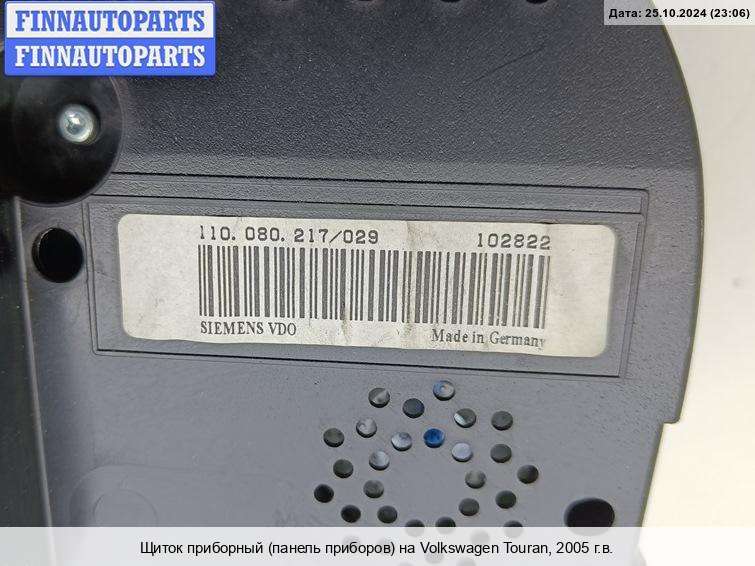 FINNAUTOPARTS
FINNAUTOPARTS
Дата: 25.10.2024 (23:06)
110. 080. 217/029 102822
SIEMENS VDO Made in Germany
Щиток приборный (панель приборов) на Volkswagen Touran, 2005 г.в.